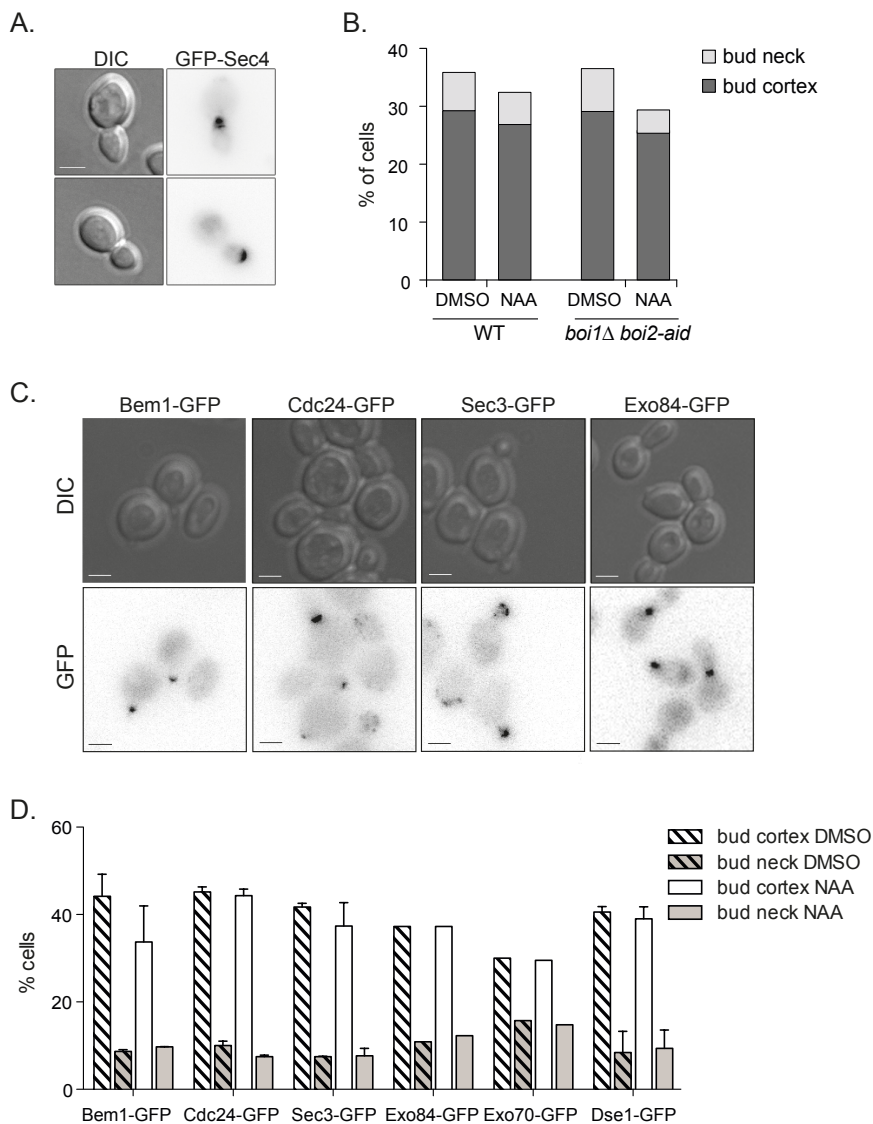 A.
DIC GFP-Sec4
B.
% of cells
40
30
20
10
0
DMSO NAA DMSO NAA
WT boi1Δ boi2-aid
bud neck
bud cortex
C.
Bem1-GFP Cdc24-GFP Sec3-GFP Exo84-GFP
DIC
GFP
D.
% cells
60
40
20
0
Bem1-GFP Cdc24-GFP Sec3-GFP Exo84-GFP Exo70-GFP Dse1-GFP
bud cortex DMSO
bud neck DMSO
bud cortex NAA
bud neck NAA